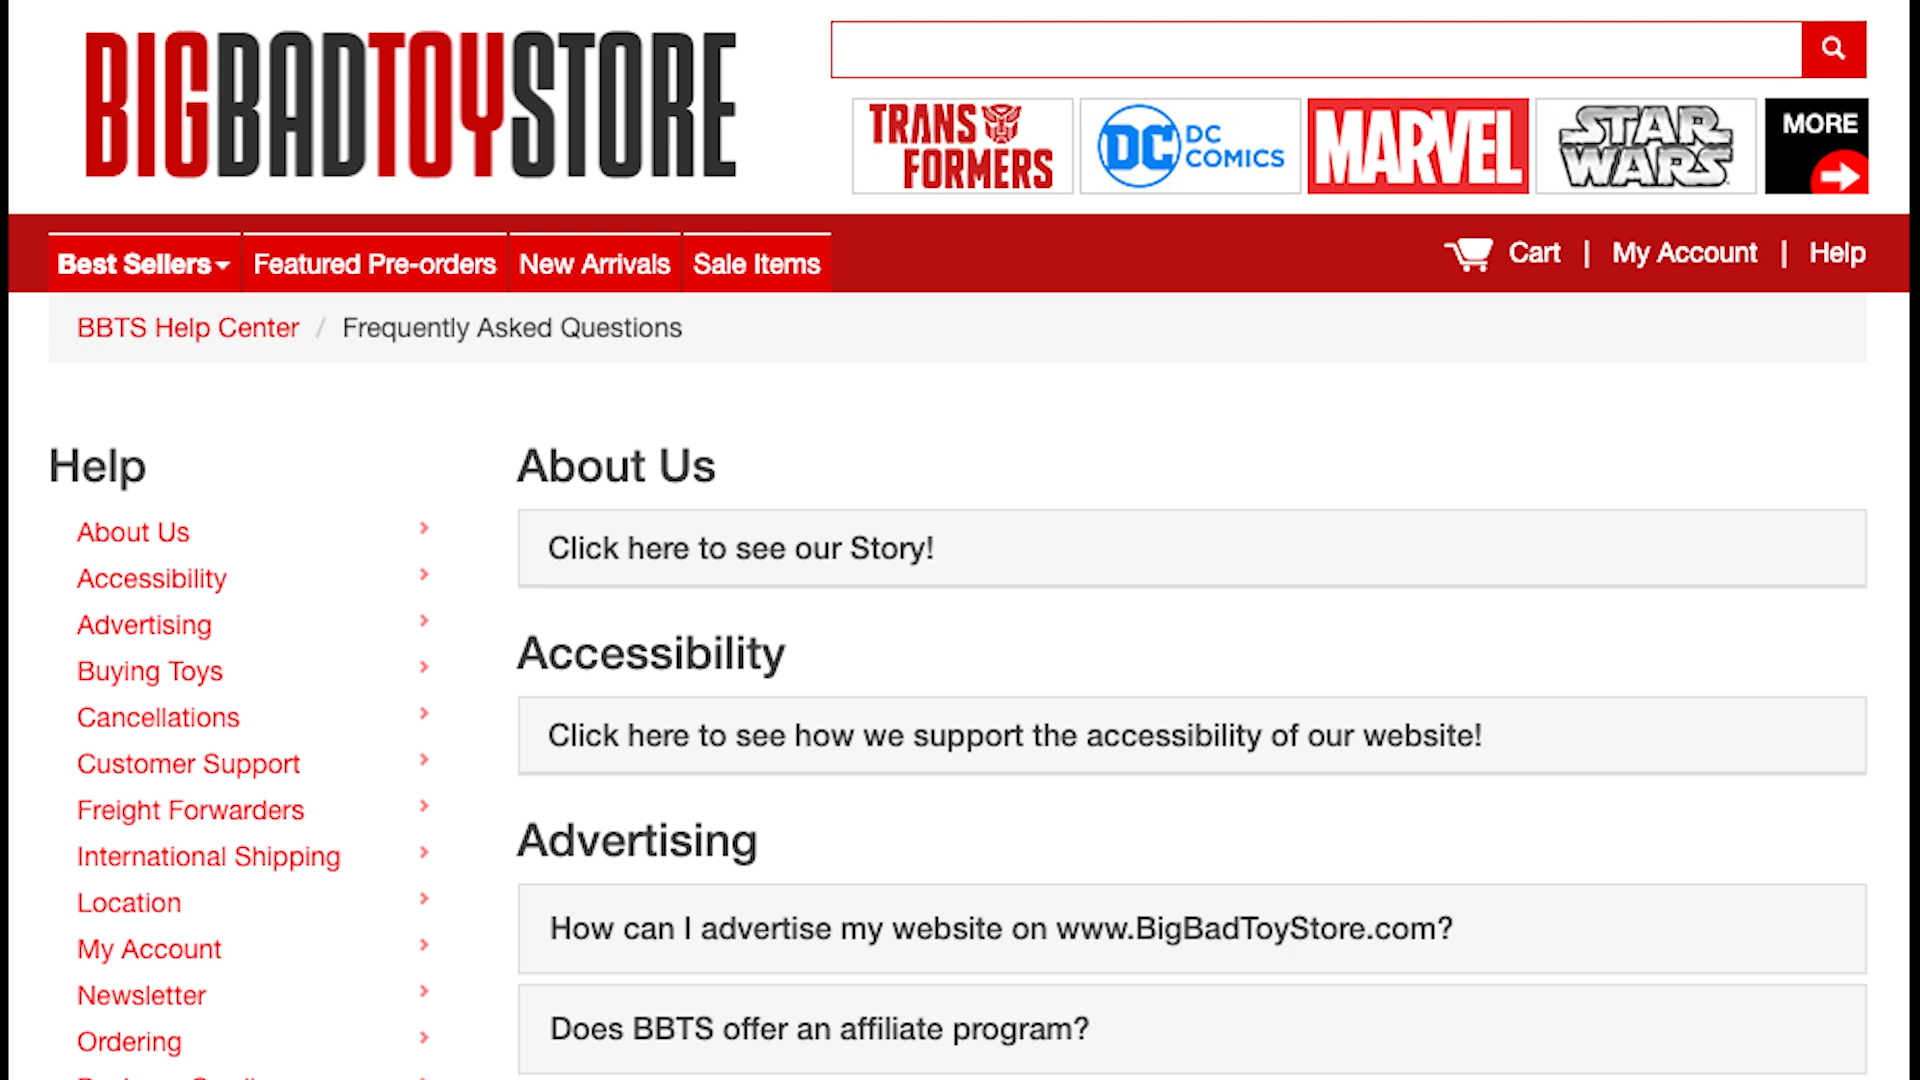 BIGBADTOYSTORE
TRANS
FORMERS
DC
DC
COMICS
MARVEL
STAR
WARS
MORE
Best Sellers
Featured Pre-orders
New Arrivals
Sale Items
Cart | My Account | Help
BBTS Help Center / Frequently Asked Questions
Help
About Us
Accessibility
Advertising
Buying Toys
Cancellations
Customer Support
Freight Forwarders
International Shipping
Location
My Account
Newsletter
Ordering
About Us
Click here to see our Story!
Accessibility
Click here to see how we support the accessibility of our website!
Advertising
How can I advertise my website on www.BigBadToyStore.com?
Does BBTS offer an affiliate program?